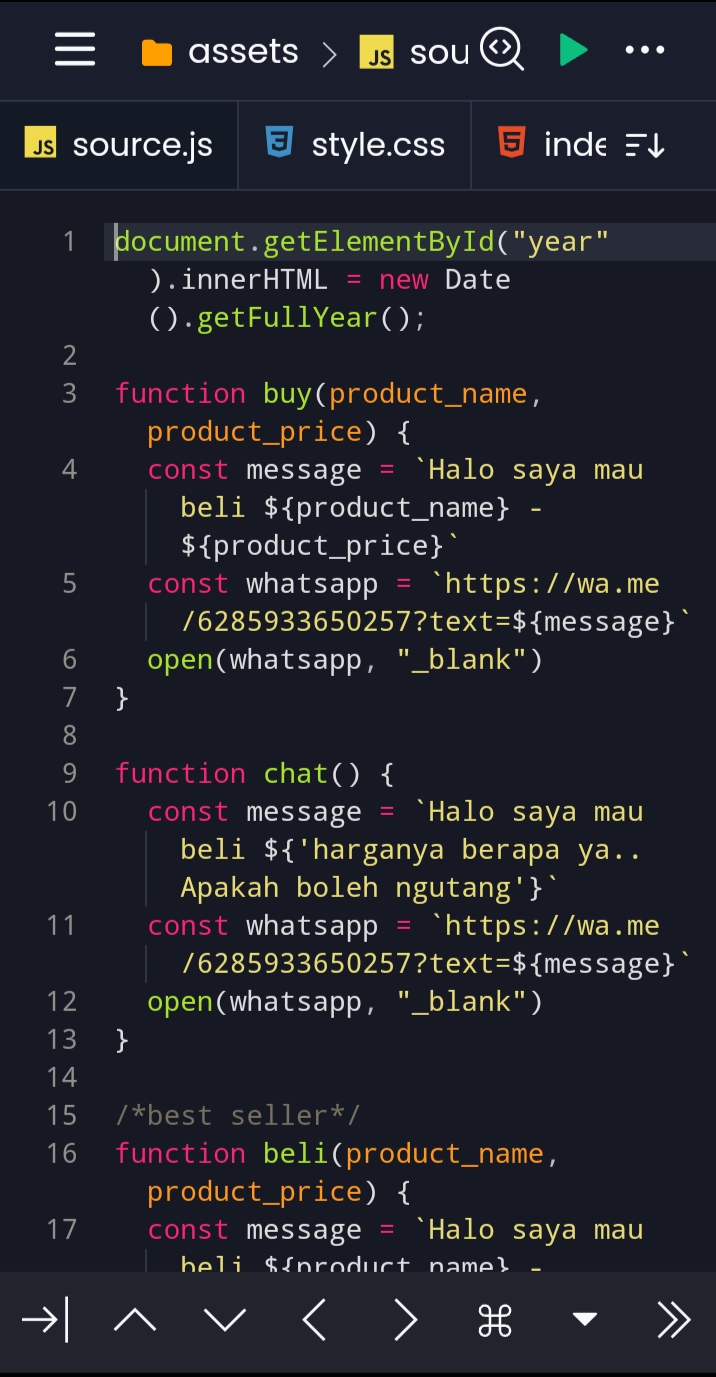 assets > JS sou
JS source.js
3 style.css
5 inde
1 document.getElementById("year"
).innerHTML = new Date
().getFullYear();
2
3 function buy(product_name,
product_price) {
4 const message = `Halo saya mau
beli ${product_name} -
${product_price}`
5 const whatsapp = `https://wa.me
/6285933650257?text=${message}`
6 open(whatsapp, "_blank")
7 }
8
9 function chat() {
10 const message = `Halo saya mau
beli ${'harganya berapa ya..
Apakah boleh ngutang'}`
11 const whatsapp = `https://wa.me
/6285933650257?text=${message}`
12 open(whatsapp, "_blank")
13 }
14
15 /*best seller*/
16 function beli(product_name,
product_price) {
17 const message = `Halo saya mau
beli ${product_name} -